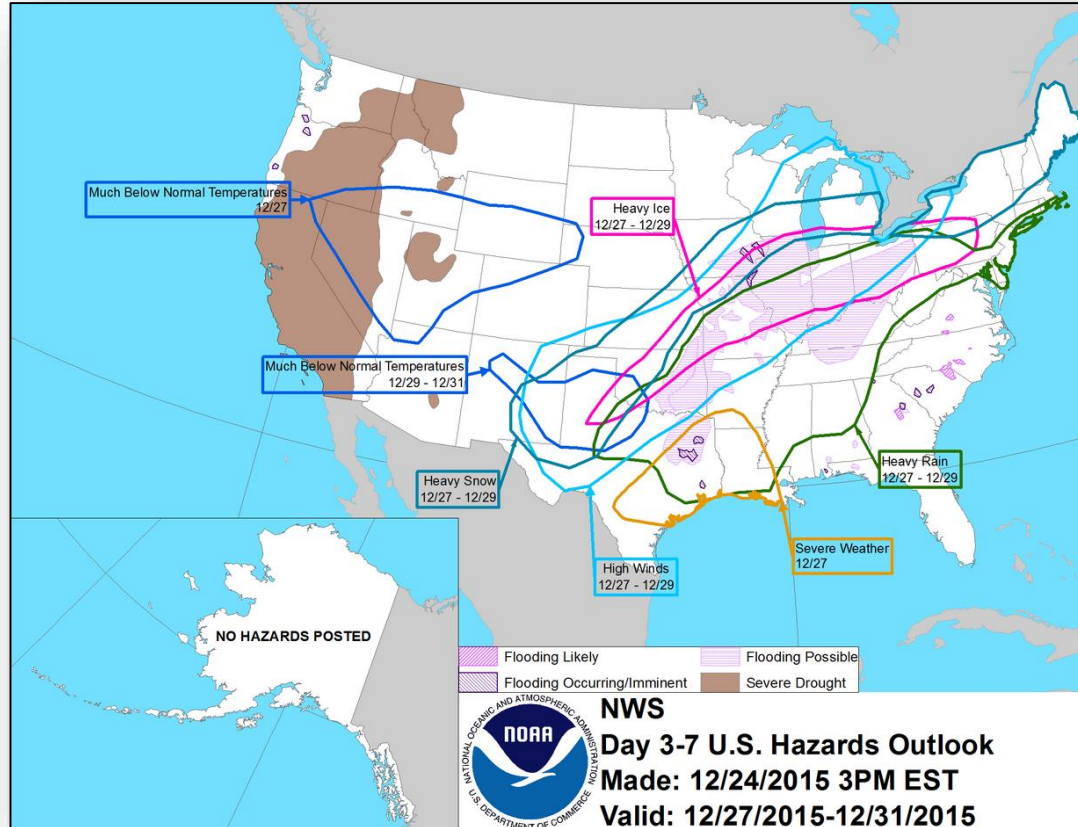 Much Below Normal Temperatures
12/27
Heavy Ice
12/27 - 12/29
Much Below Normal Temperatures
12/29 - 12/31
Heavy Snow
12/27 - 12/29
Heavy Rain
12/27 - 12/29
High Winds
12/27 - 12/29
Severe Weather
12/27
NO HAZARDS POSTED
Flooding Likely
Flooding Possible
Flooding Occurring/Imminent
Severe Drought
NATIONAL OCEANIC AND ATMOSPHERIC ADMINISTRATION
NOAA
U.S. DEPARTMENT OF COMMERCE
NWS
Day 3-7 U.S. Hazards Outlook
Made: 12/24/2015 3PM EST
Valid: 12/27/2015-12/31/2015